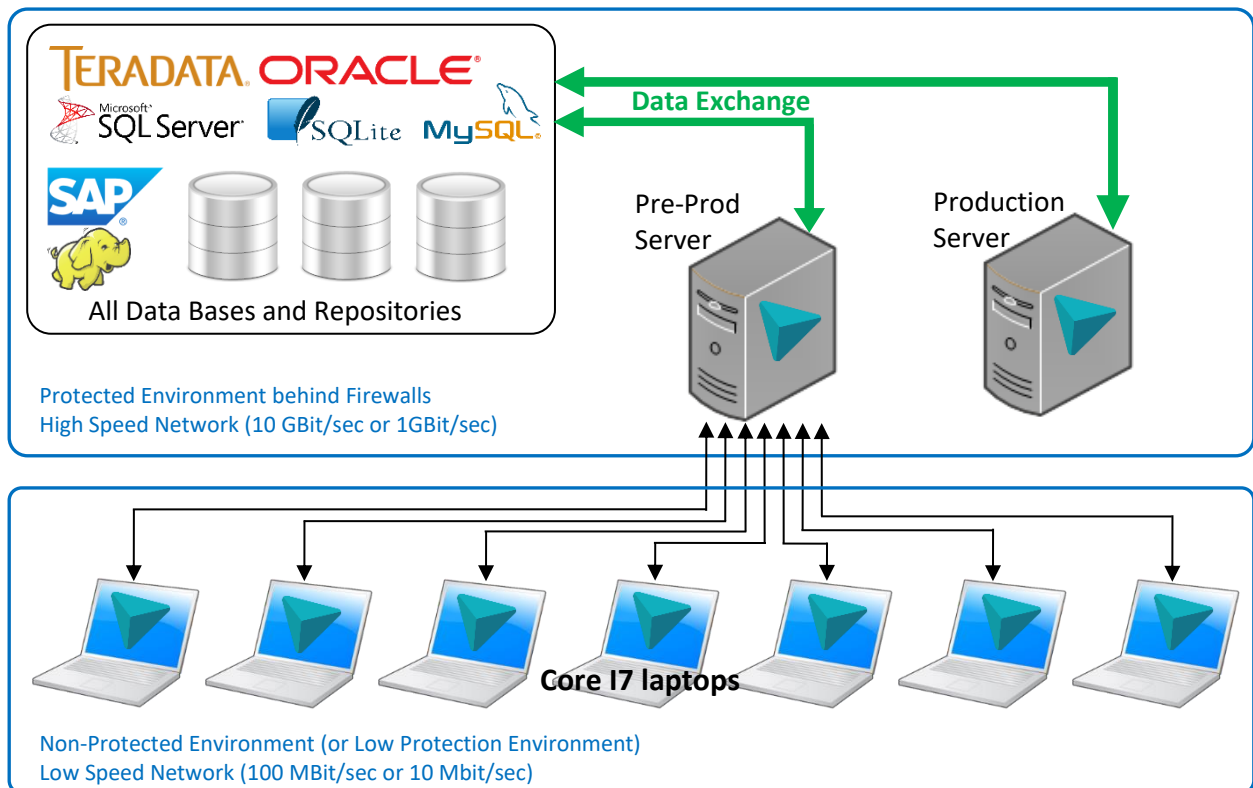 TERADATA. ORACLE®
Microsoft®
SQL Server® SQLite MySQL®
SAP®
All Data Bases and Repositories
Data Exchange
Pre-Prod
Server
Production
Server
Protected Environment behind Firewalls
High Speed Network (10 GBit/sec or 1GBit/sec)
Core I7 laptops
Non-Protected Environment (or Low Protection Environment)
Low Speed Network (100 MBit/sec or 10 Mbit/sec)